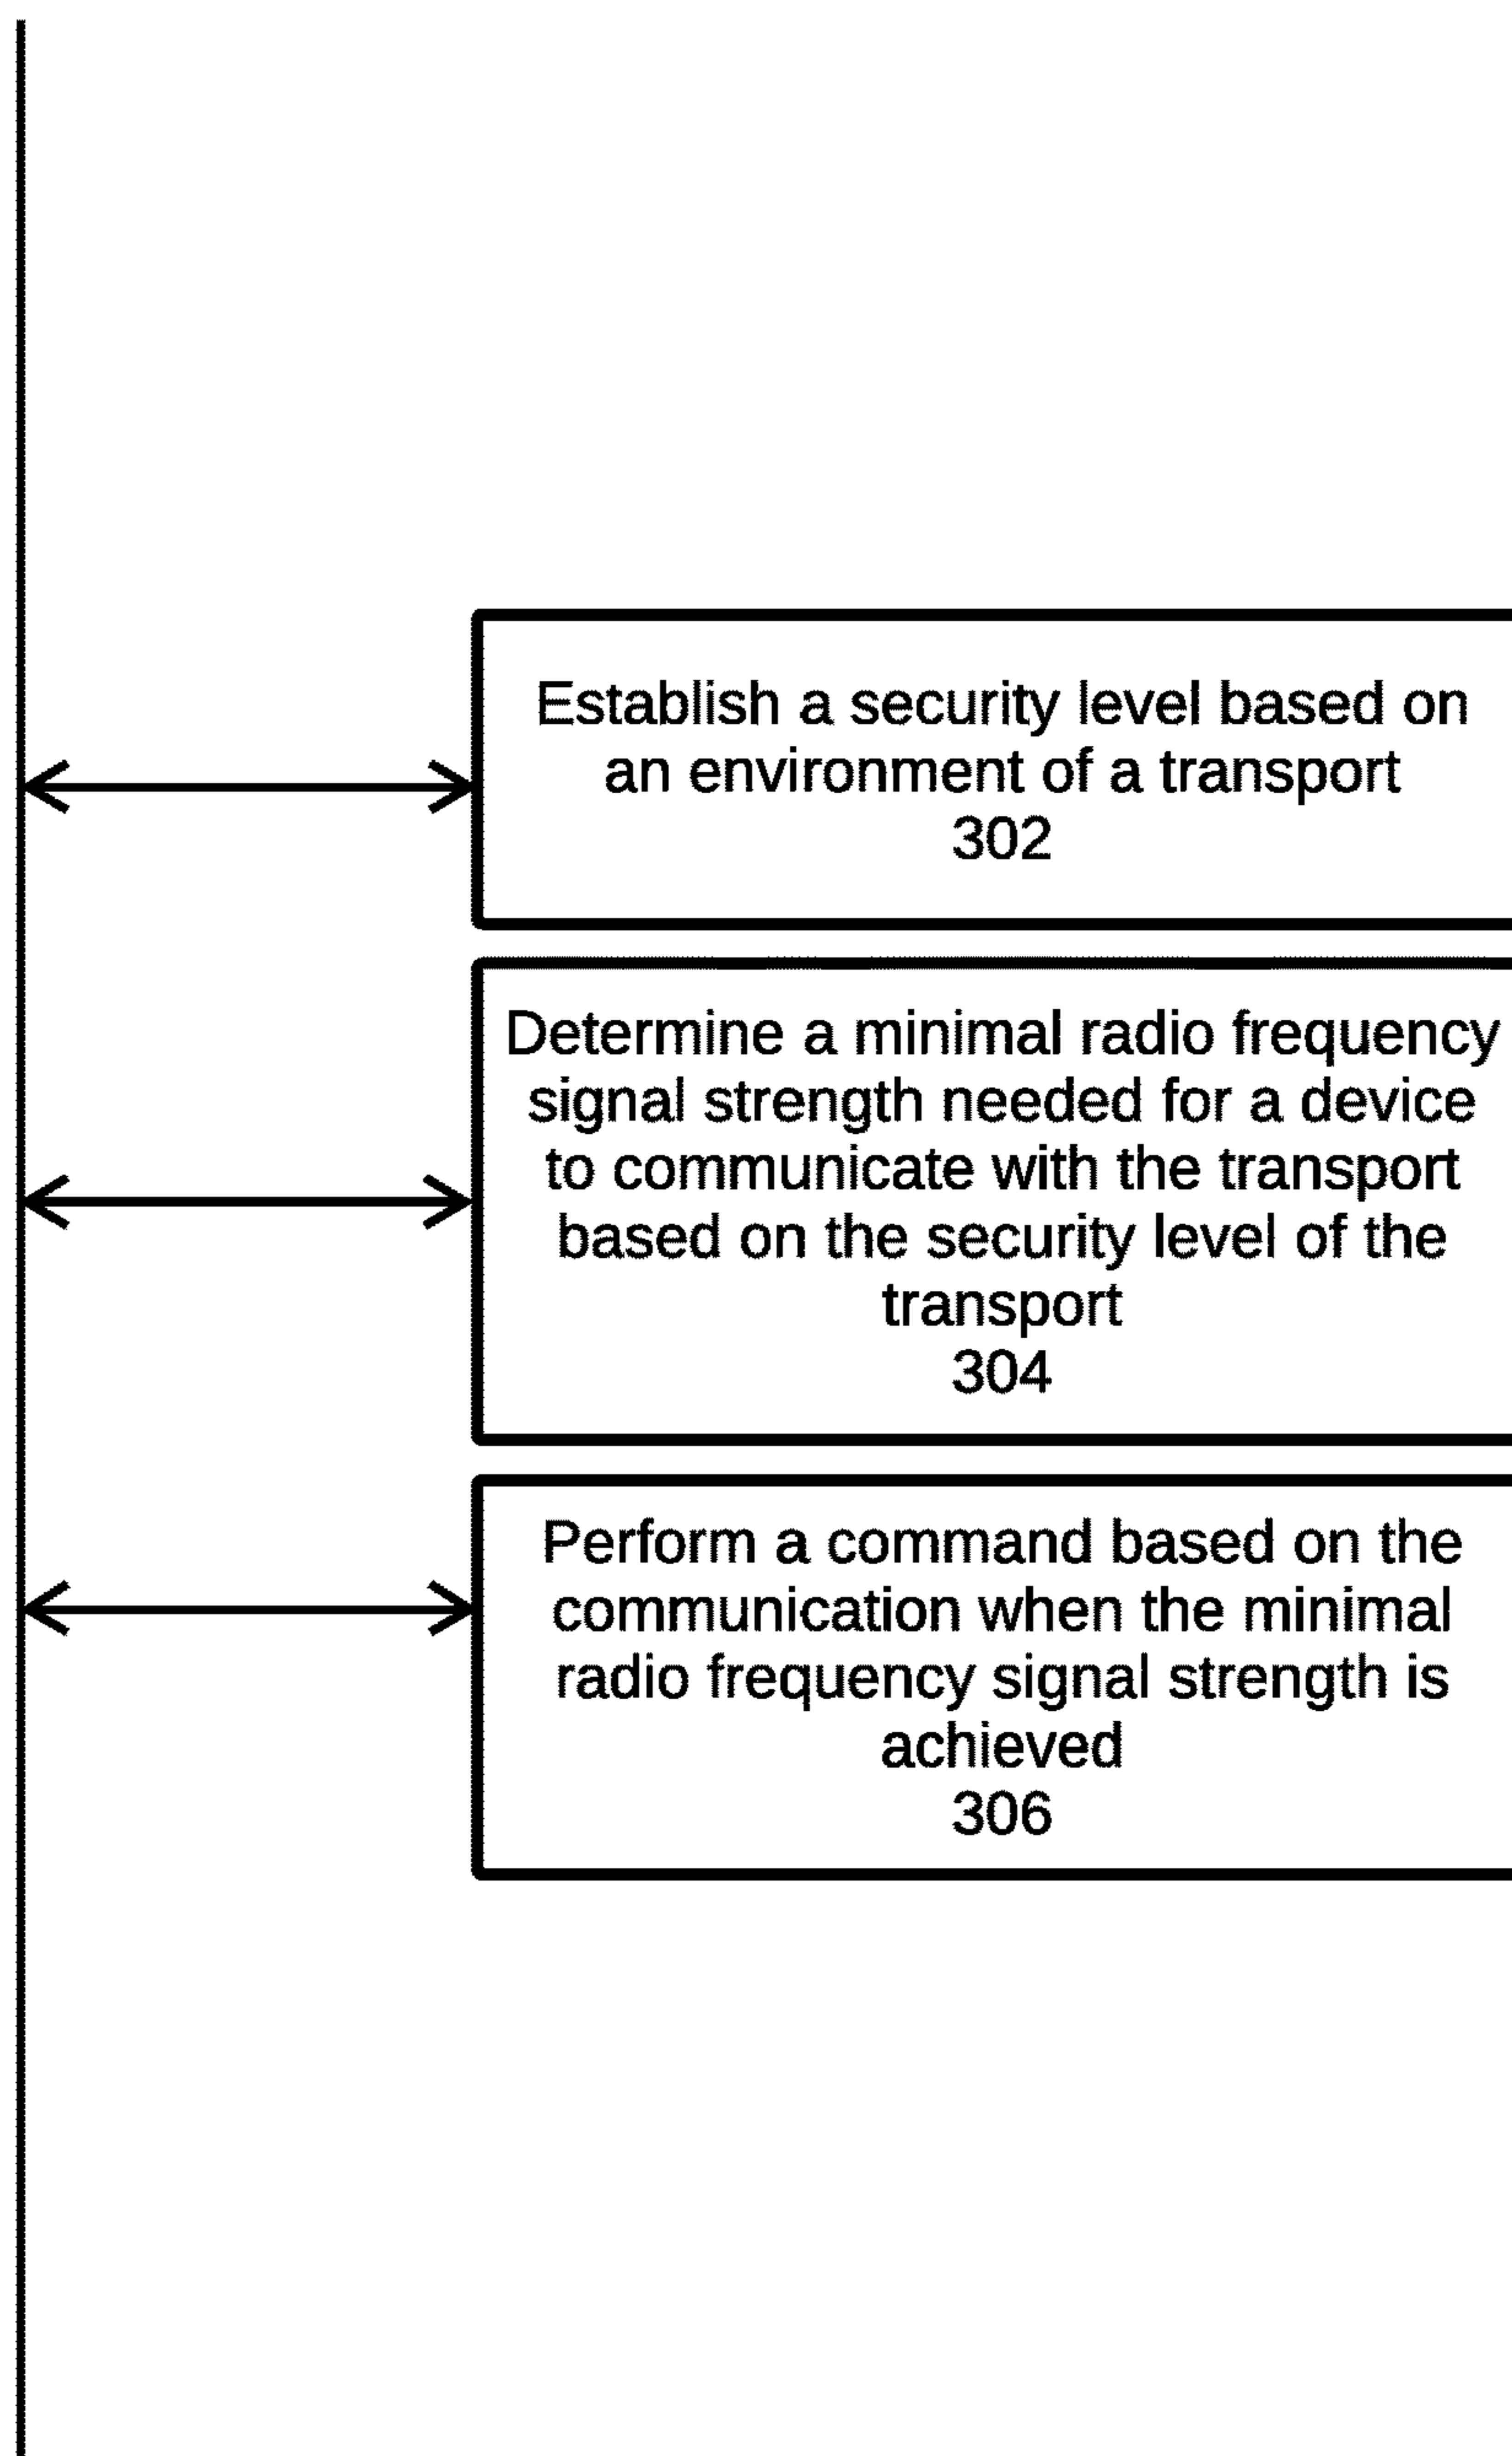 Establish a security level based on
an environment of a transport
302
Determine a minimal radio frequency
signal strength needed for a device
to communicate with the transport
based on the security level of the
transport
304
Perform a command based on the
communication when the minimal
radio frequency signal strength is
achieved
306